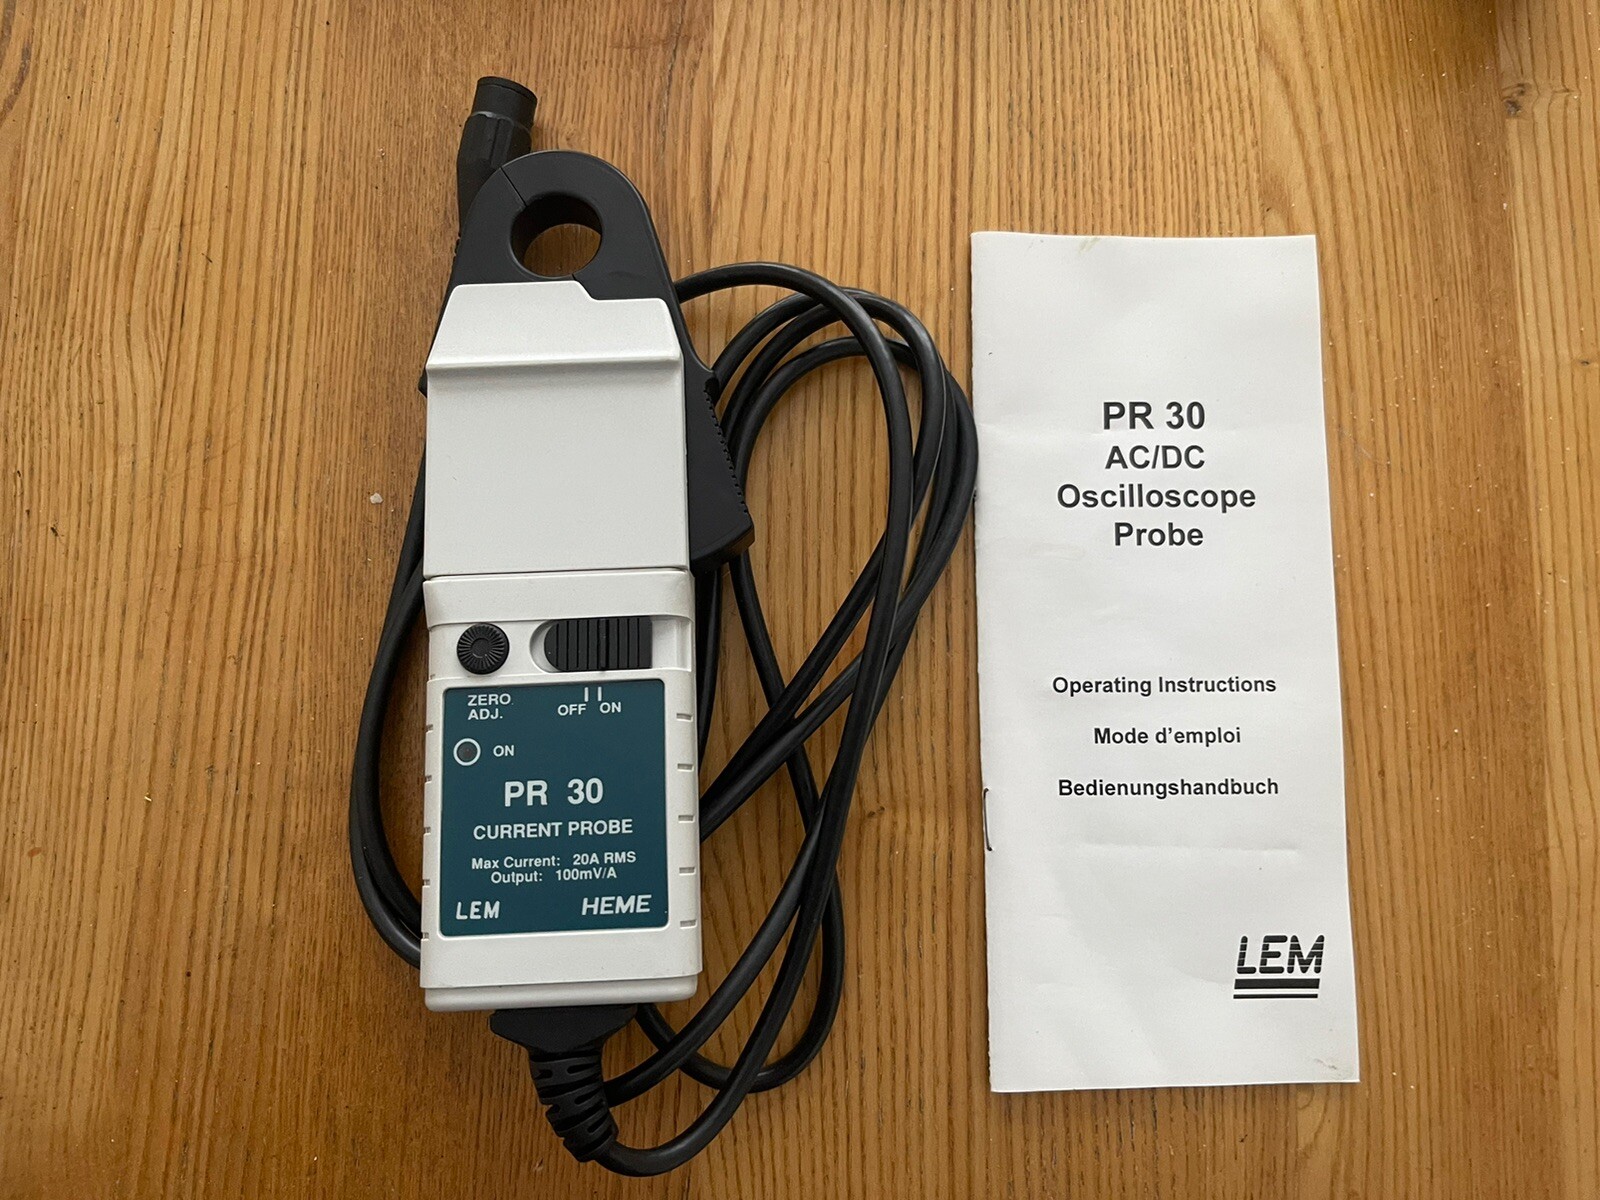 ZERO
ADJ.
OFF ON
ON
PR 30
CURRENT PROBE
Max Current: 20A RMS
Output: 100mV/A
LEM HEME
PR 30
AC/DC
Oscilloscope
Probe
Operating Instructions
Mode d'emploi
Bedienungshandbuch
LEM